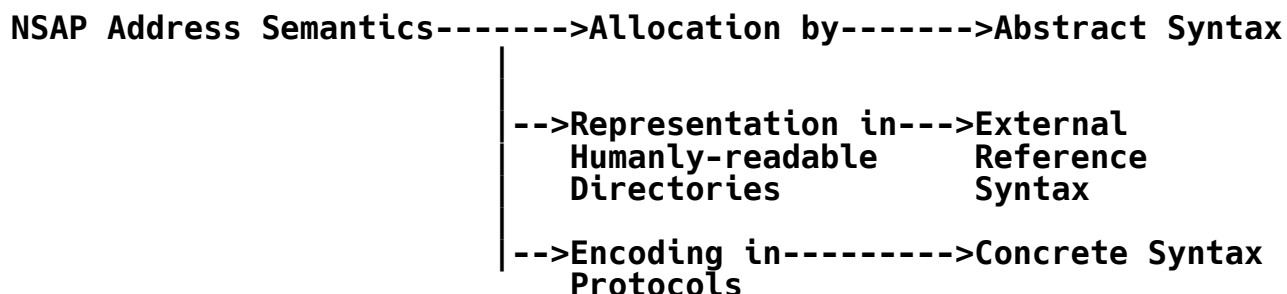 NSAP Address Semantics------->Allocation by------->Abstract Syntax
|
|-->Representation in--->External
Humanly-readable Reference
Directories Syntax
|
|-->Encoding in--------->Concrete Syntax
Protocols